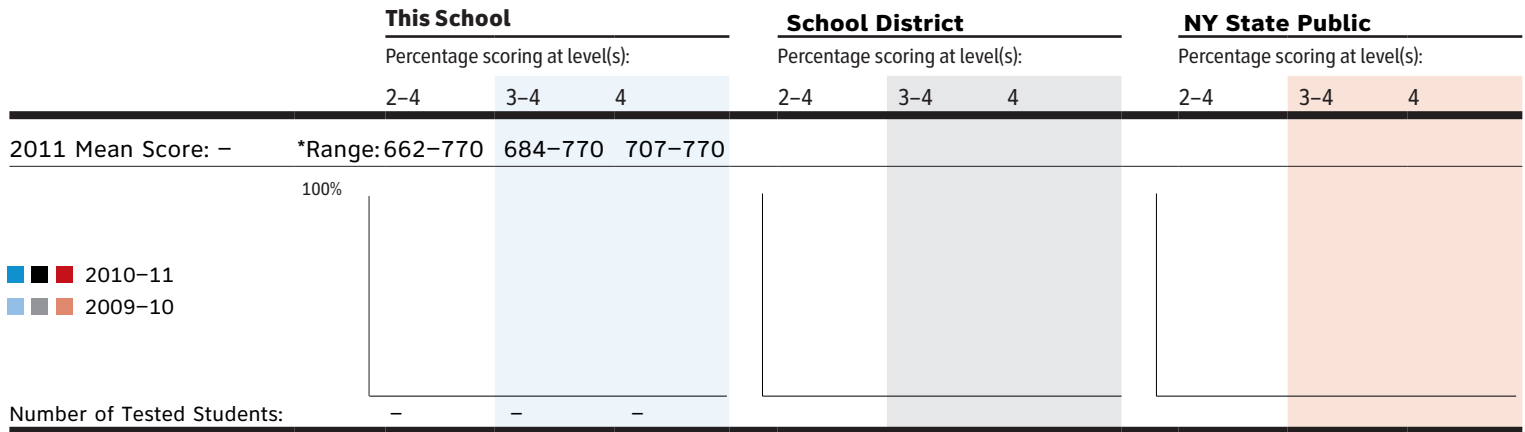 This School School District NY State Public
Percentage scoring at level(s): Percentage scoring at level(s): Percentage scoring at level(s):
2–4 3–4 4 2–4 3–4 4 2–4 3–4 4
2011 Mean Score: – *Range: 662–770 684–770 707–770
100%
2010–11
2009–10
Number of Tested Students: – – –